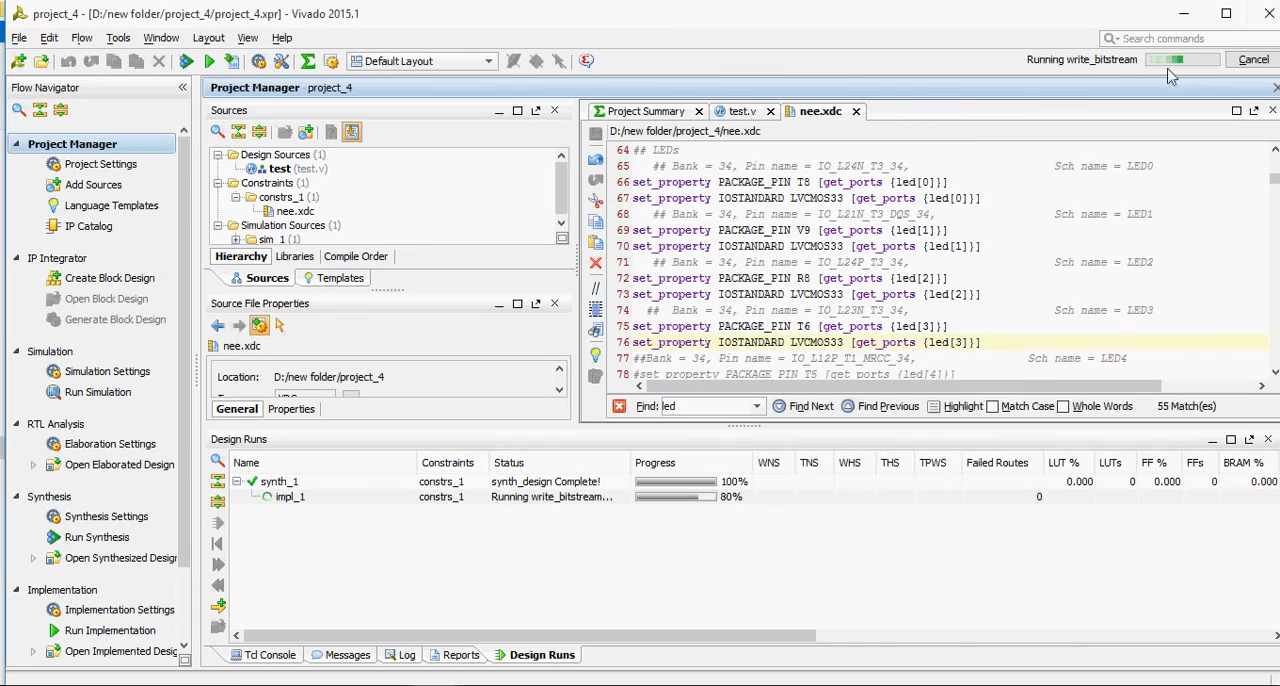 project_4 - [D:/new folder/project_4/project_4.xpr] - Vivado 2015.1
File Edit Flow Tools Window Layout View Help
Search commands
Default Layout
Running write_bitstream
Cancel
Flow Navigator
Project Manager
Project Settings
Add Sources
Language Templates
IP Catalog
IP Integrator
Create Block Design
Open Block Design
Generate Block Design
Simulation
Simulation Settings
Run Simulation
RTL Analysis
Elaboration Settings
Open Elaborated Design
Synthesis
Synthesis Settings
Run Synthesis
Open Synthesized Desig
Implementation
Implementation Settings
Run Implementation
Open Implemented Desig
Project Manager - project_4
Sources
Design Sources (1)
test (test.v)
Constraints (1)
constrs_1 (1)
nee.xdc
Simulation Sources (1)
sim_1 (1)
Hierarchy Libraries Compile Order
Sources Templates
Source File Properties
nee.xdc
Location: D:/new folder/project_4
General Properties
Project Summary test.v nee.xdc
D:/new folder/project_4/nee.xdc
64 ## LEDs
65 ## Bank = 34, Pin name = IO_L24N_T3_34, Sch name = LED0
66 set_property PACKAGE_PIN T8 [get_ports {led[0]}]
67 set_property IOSTANDARD LVCMOS33 [get_ports {led[0]}]
68 ## Bank = 34, Pin name = IO_L21N_T3_DQS_34, Sch name = LED1
69 set_property PACKAGE_PIN V9 [get_ports {led[1]}]
70 set_property IOSTANDARD LVCMOS33 [get_ports {led[1]}]
71 ## Bank = 34, Pin name = IO_L24P_T3_34, Sch name = LED2
72 set_property PACKAGE_PIN R8 [get_ports {led[2]}]
73 set_property IOSTANDARD LVCMOS33 [get_ports {led[2]}]
74 ## Bank = 34, Pin name = IO_L23N_T3_34, Sch name = LED3
75 set_property PACKAGE_PIN T6 [get_ports {led[3]}]
76 set_property IOSTANDARD LVCMOS33 [get_ports {led[3]}]
77 ##Bank = 34, Pin name = IO_L12P_T1_MRCC_34, Sch name = LED4
78 #set_property PACKAGE_PIN T5 [get_ports {led[4]}]
Find: led Find Next Find Previous Highlight Match Case Whole Words 55 Match(es)
Design Runs
Name Constraints Status Progress WNS TNS WHS THS TPWS Failed Routes LUT % LUTs FF % FFs BRAM %
synth_1 constrs_1 synth_design Complete! 100% 0.000 0 0.000 0 0.000
impl_1 constrs_1 Running write_bitstream... 80% 0
Tcl Console Messages Log Reports Design Runs